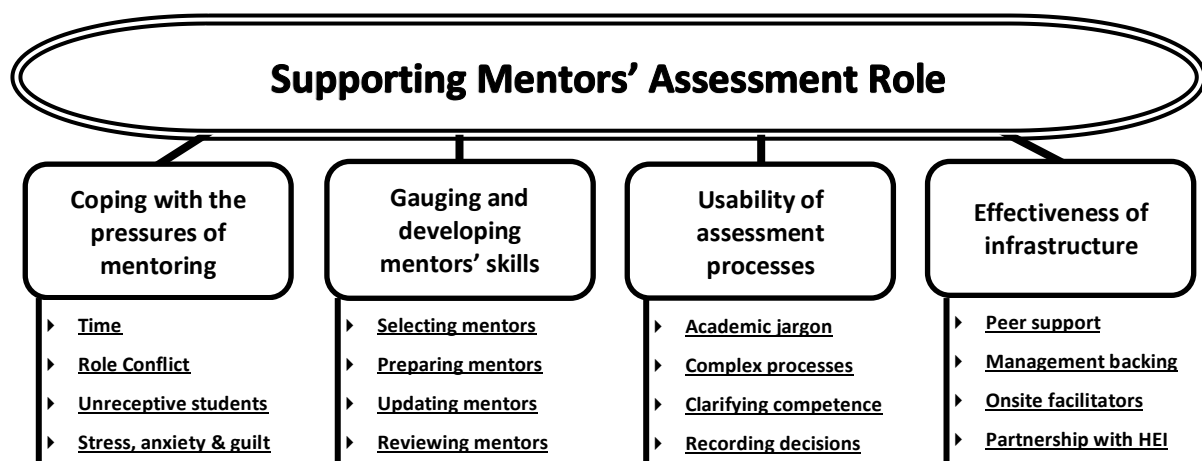 Supporting Mentors’ Assessment Role
Coping with the
pressures of
mentoring
Time
Role Conflict
Unreceptive students
Stress, anxiety & guilt
Gauging and
developing
mentors’ skills
Selecting mentors
Preparing mentors
Updating mentors
Reviewing mentors
Usability of
assessment
processes
Academic jargon
Complex processes
Clarifying competence
Recording decisions
Effectiveness of
infrastructure
Peer support
Management backing
Onsite facilitators
Partnership with HEI